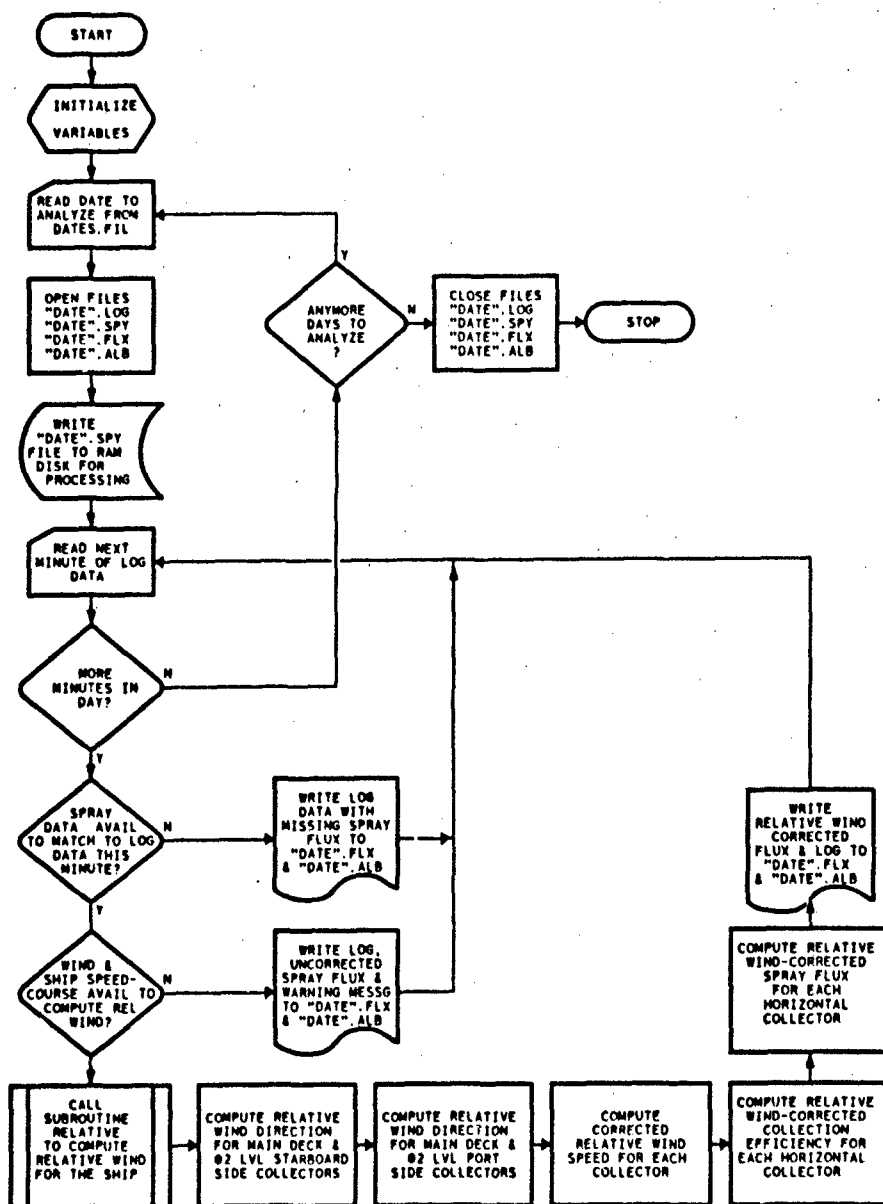 START
INITIALIZE
VARIABLES
READ DATE TO
ANALYZE FROM
DATES.FIL
OPEN FILES
"DATE".LOG
"DATE".SPY
"DATE".FLX
"DATE".ALB
WRITE
"DATE".SPY
FILE TO RAM
DISK FOR
PROCESSING
READ NEXT
MINUTE OF LOG
DATA
MORE
MINUTES IN
DAY?
N
Y
ANYMORE
DAYS TO
ANALYZE
?
Y
N
CLOSE FILES
"DATE".LOG
"DATE".SPY
"DATE".FLX
"DATE".ALB
STOP
SPRAY
DATA AVAIL
TO MATCH TO LOG
DATA THIS
MINUTE?
N
Y
WRITE LOG
DATA WITH
MISSING SPRAY
FLUX TO
"DATE".FLX
& "DATE".ALB
WIND &
SHIP SPEED-
COURSE AVAIL TO
COMPUTE REL
WIND?
N
Y
WRITE LOG,
UNCORRECTED
SPRAY FLUX &
WARNING MESSG
TO "DATE".FLX
& "DATE".ALB
CALL
SUBROUTINE
RELATIVE
TO COMPUTE
RELATIVE WIND
FOR THE SHIP
COMPUTE RELATIVE
WIND DIRECTION
FOR MAIN DECK &
02 LVL STARBOARD
SIDE COLLECTORS
COMPUTE RELATIVE
WIND DIRECTION
FOR MAIN DECK &
02 LVL PORT
SIDE COLLECTORS
COMPUTE
CORRECTED
RELATIVE WIND
SPEED FOR EACH
COLLECTOR
COMPUTE RELATIVE
WIND-CORRECTED
COLLECTION
EFFICIENCY FOR
EACH HORIZONTAL
COLLECTOR
COMPUTE RELATIVE
WIND-CORRECTED
SPRAY FLUX
FOR EACH
HORIZONTAL
COLLECTOR
WRITE
RELATIVE WIND
CORRECTED
FLUX & LOG TO
"DATE".FLX
& "DATE".ALB